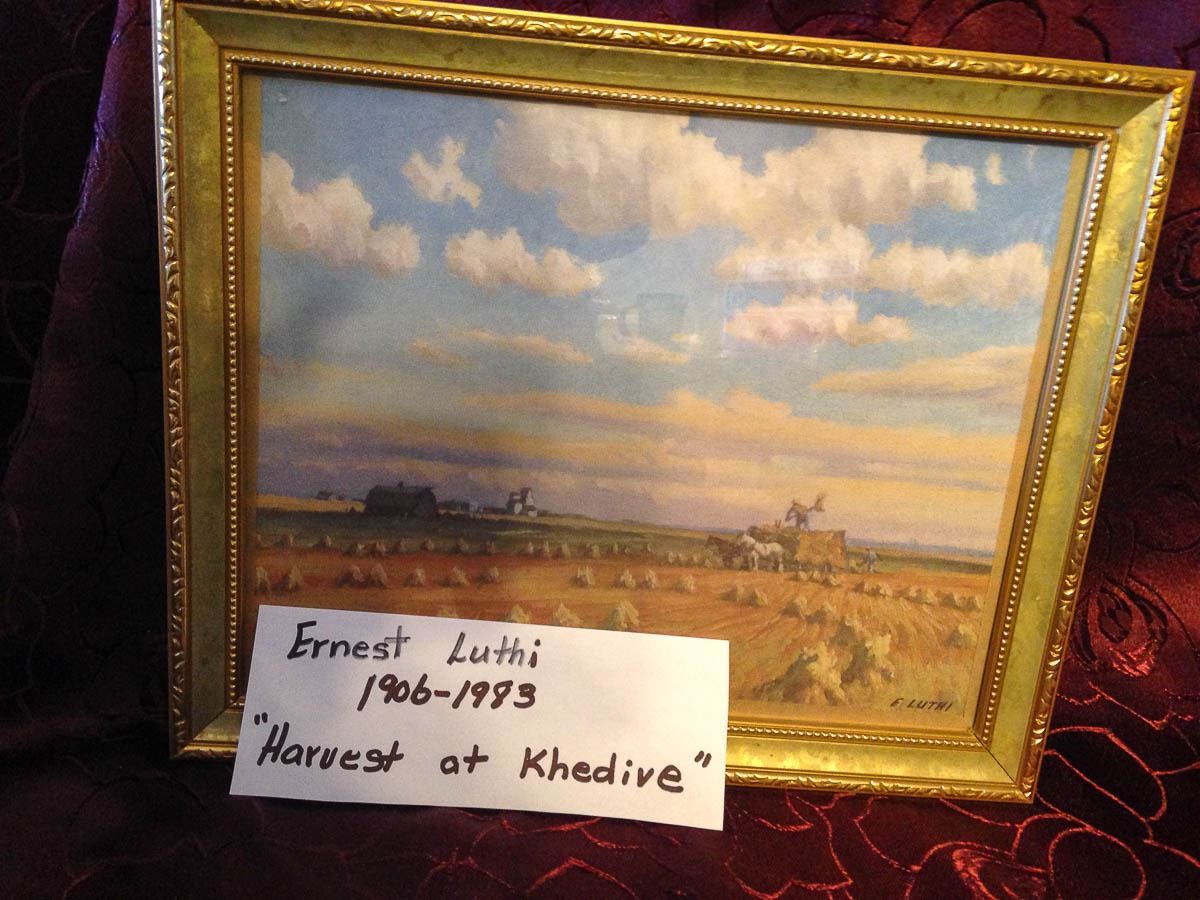 E. LUTHI
Ernest Luthi
1906-1983
"Harvest at Khedive"